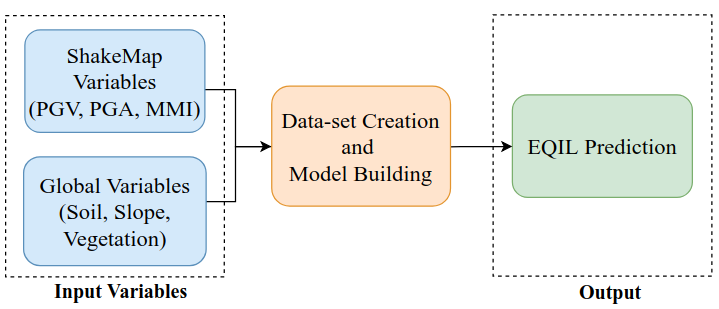 ShakeMap
Variables
(PGV, PGA, MMI)
Global Variables
(Soil, Slope,
Vegetation)
Input Variables
Data-set Creation
and
Model Building
EQIL Prediction
Output